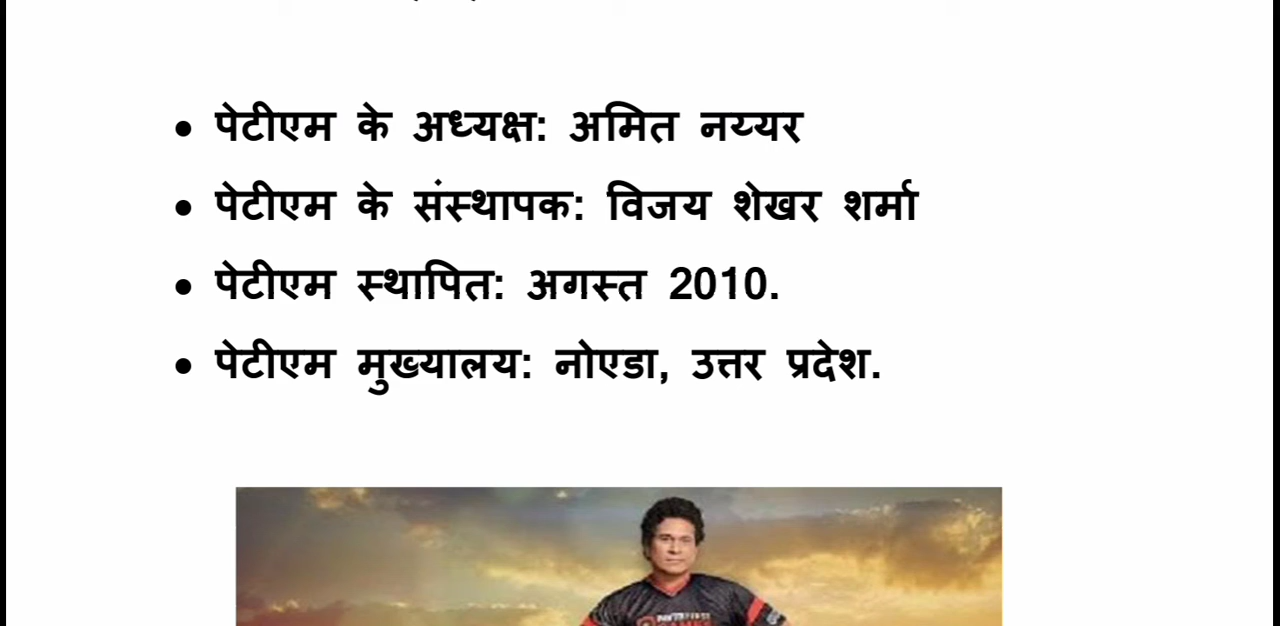 • पेटीएम के अध्यक्ष: अमित नय्यर
• पेटीएम के संस्थापक: विजय शेखर शर्मा
• पेटीएम स्थापित: अगस्त 2010.
• पेटीएम मुख्यालय: नोएडा, उत्तर प्रदेश.